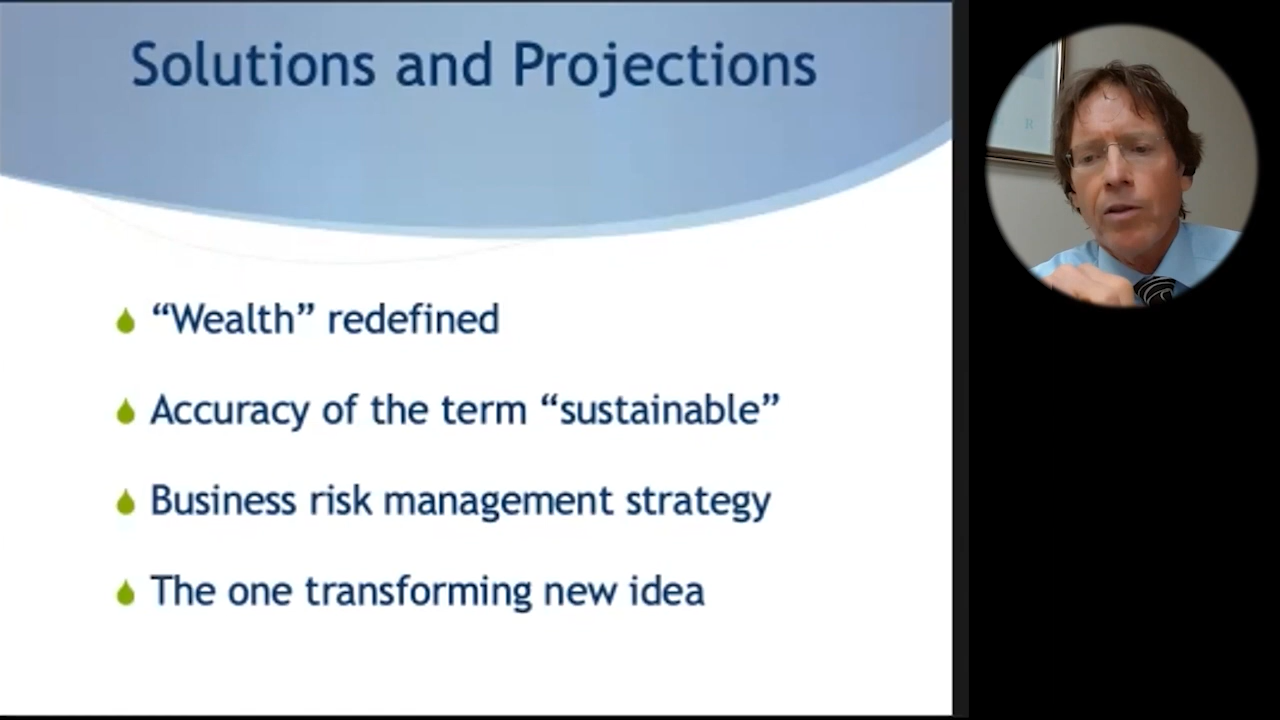 Solutions and Projections
“Wealth” redefined
Accuracy of the term “sustainable”
Business risk management strategy
The one transforming new idea